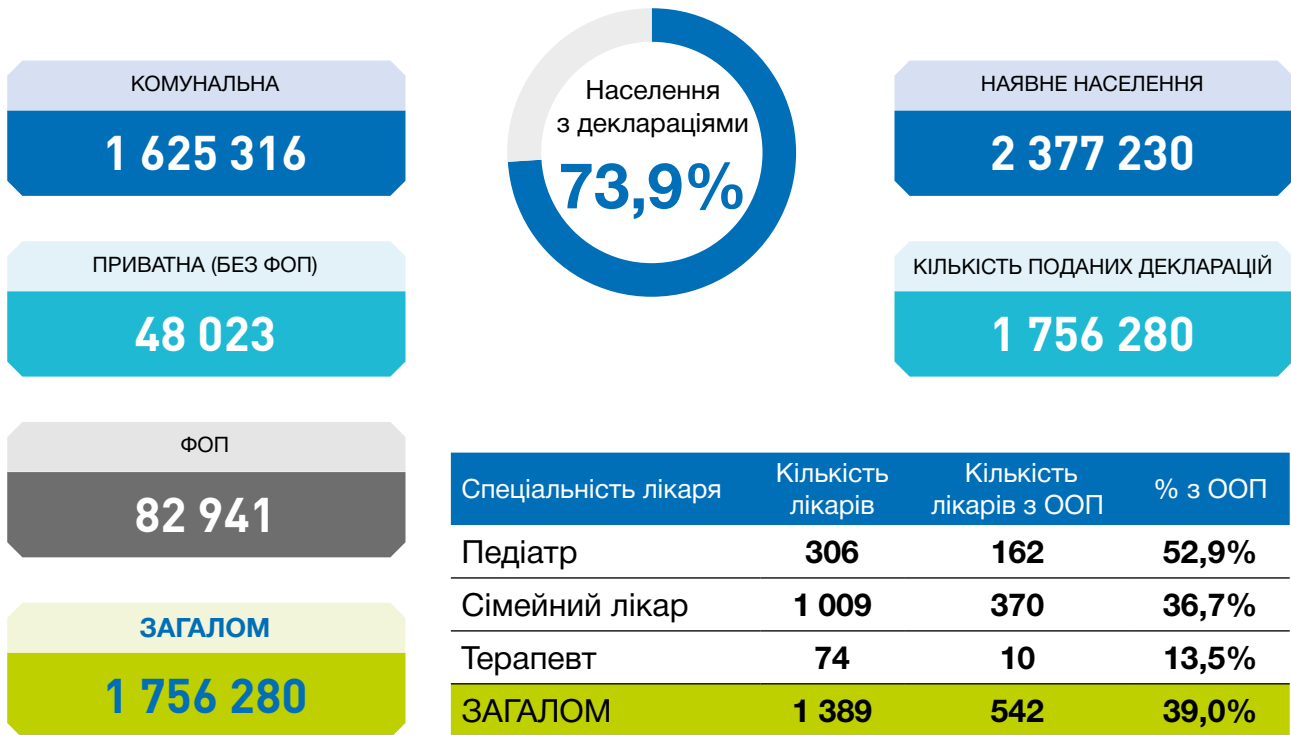 КОМУНАЛЬНА
1 625 316
ПРИВАТНА (БЕЗ ФОП)
48 023
ФОП
82 941
ЗАГАЛОМ
1 756 280
Населення
з деклараціями
73,9%
НАЯВНЕ НАСЕЛЕННЯ
2 377 230
КІЛЬКІСТЬ ПОДАНИХ ДЕКЛАРАЦІЙ
1 756 280
Спеціальність лікаря Кількість лікарів Кількість лікарів з ООП % з ООП
Педіатр 306 162 52,9%
Сімейний лікар 1 009 370 36,7%
Терапевт 74 10 13,5%
ЗАГАЛОМ 1 389 542 39,0%